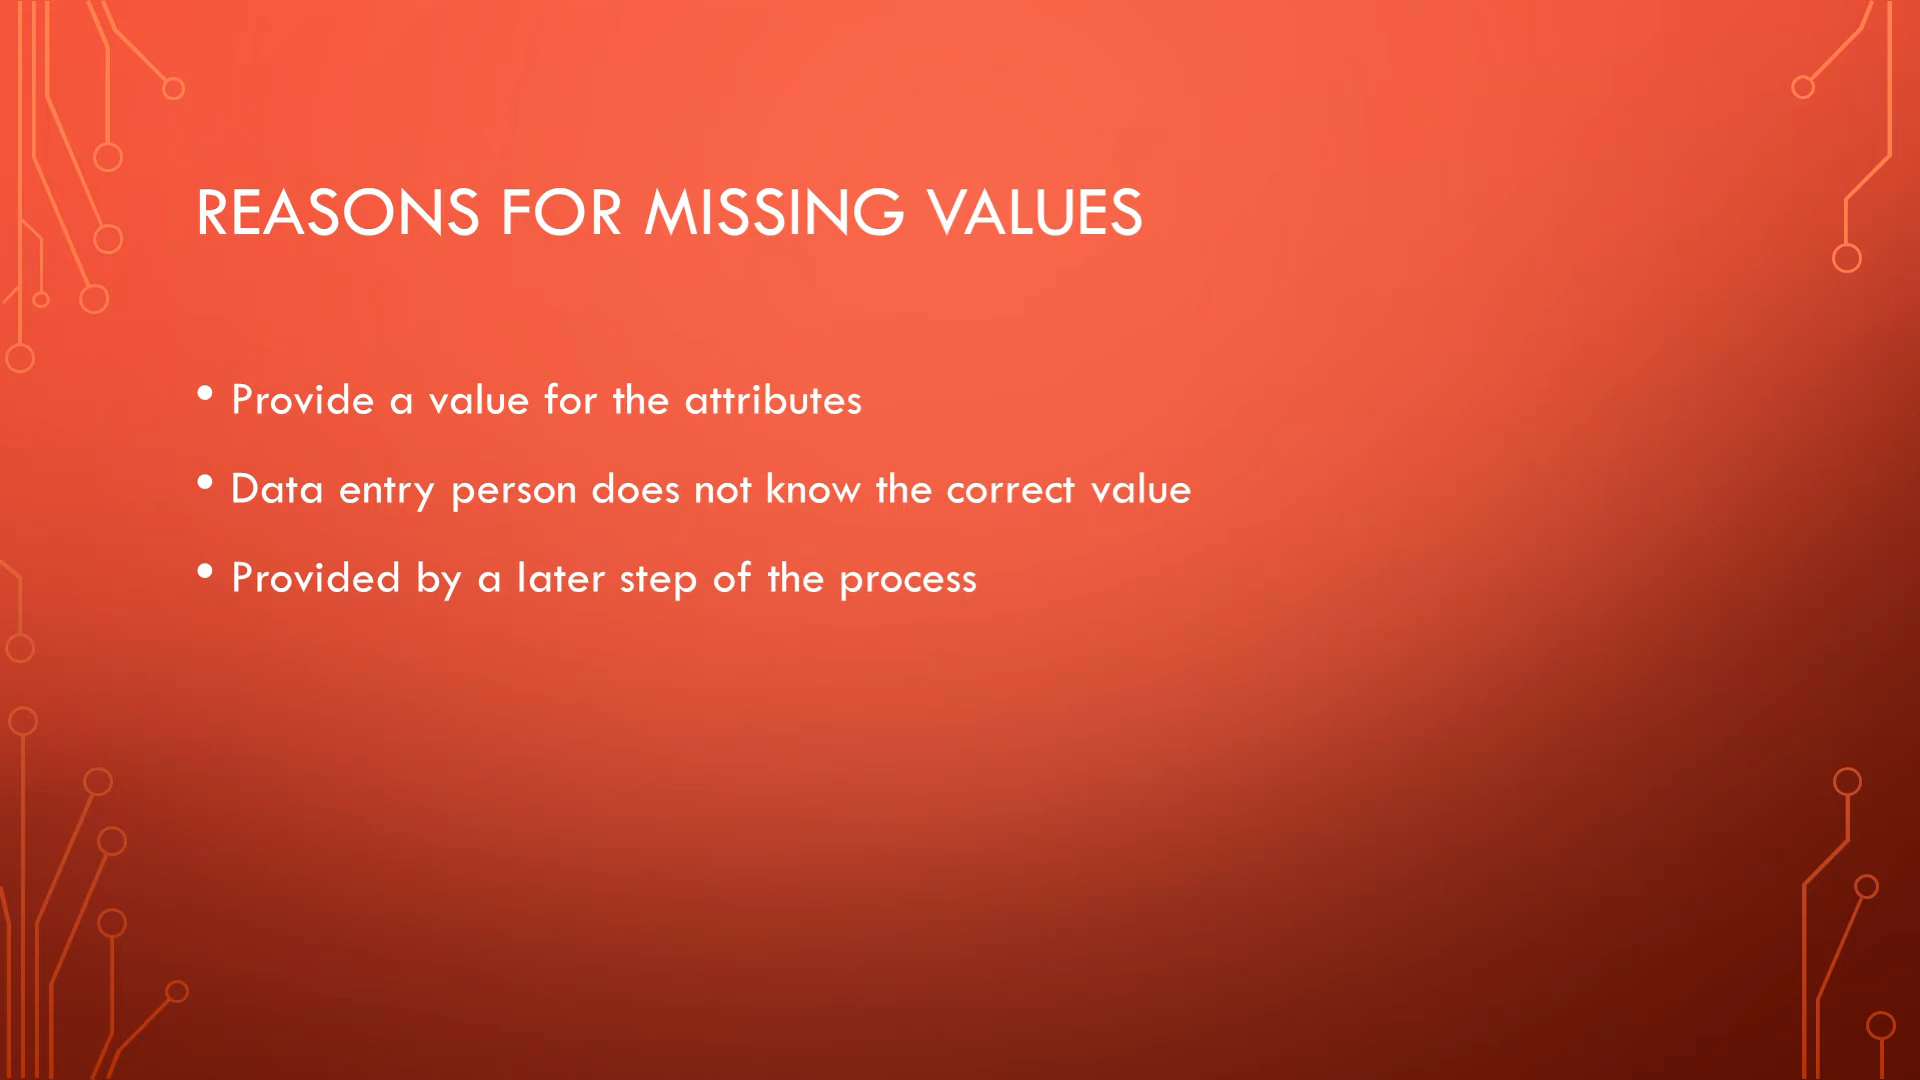 REASONS FOR MISSING VALUES
• Provide a value for the attributes
• Data entry person does not know the correct value
• Provided by a later step of the process